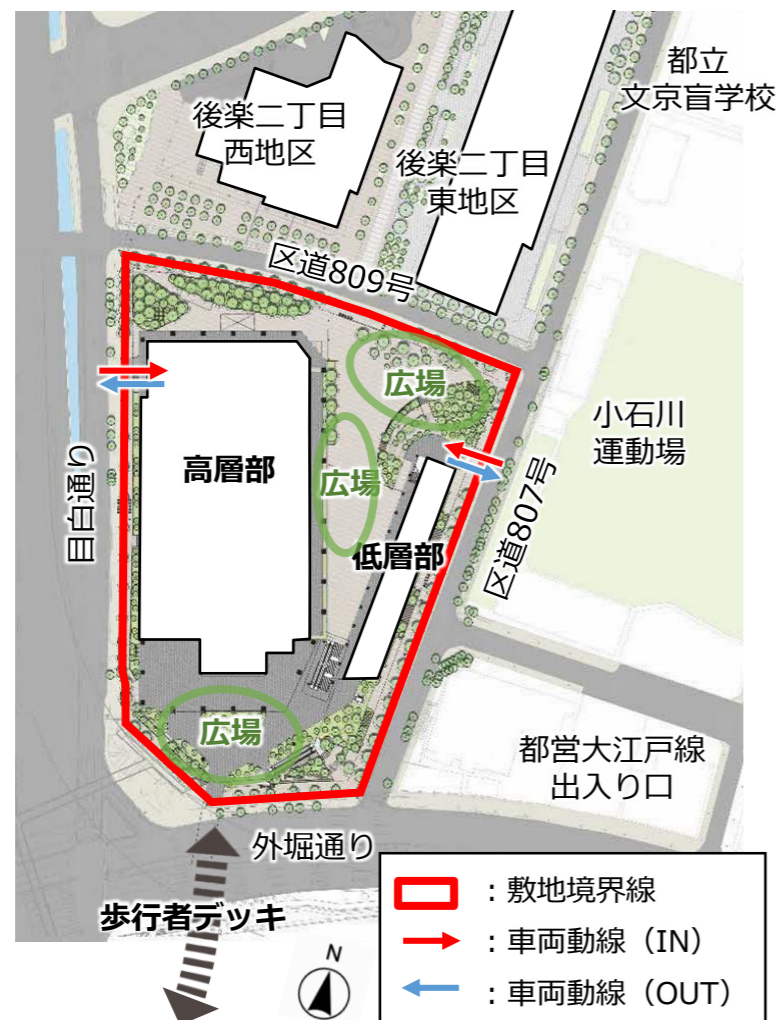 都立
文京盲学校
後楽二丁目
西地区
後楽二丁目
東地区
区道809号
広場
小石川
運動場
高層部
広場
目白通り
低層部
区道807号
広場
都営大江戸線
出入り口
外堀通り
歩行者デッキ
：敷地境界線
N
：車両動線（IN）
：車両動線（OUT）